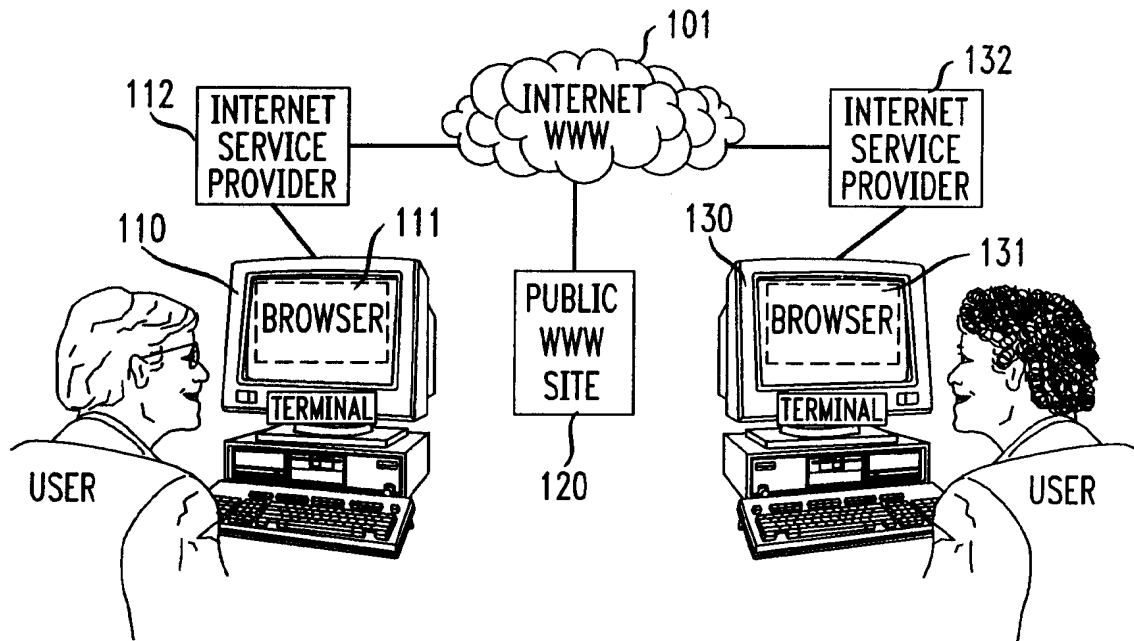 101
132
112
INTERNET
SERVICE
PROVIDER
INTERNET
WWW
INTERNET
SERVICE
PROVIDER
110
111
130
131
BROWSER
PUBLIC
WWW
SITE
BROWSER
TERMINAL
TERMINAL
USER
120
USER